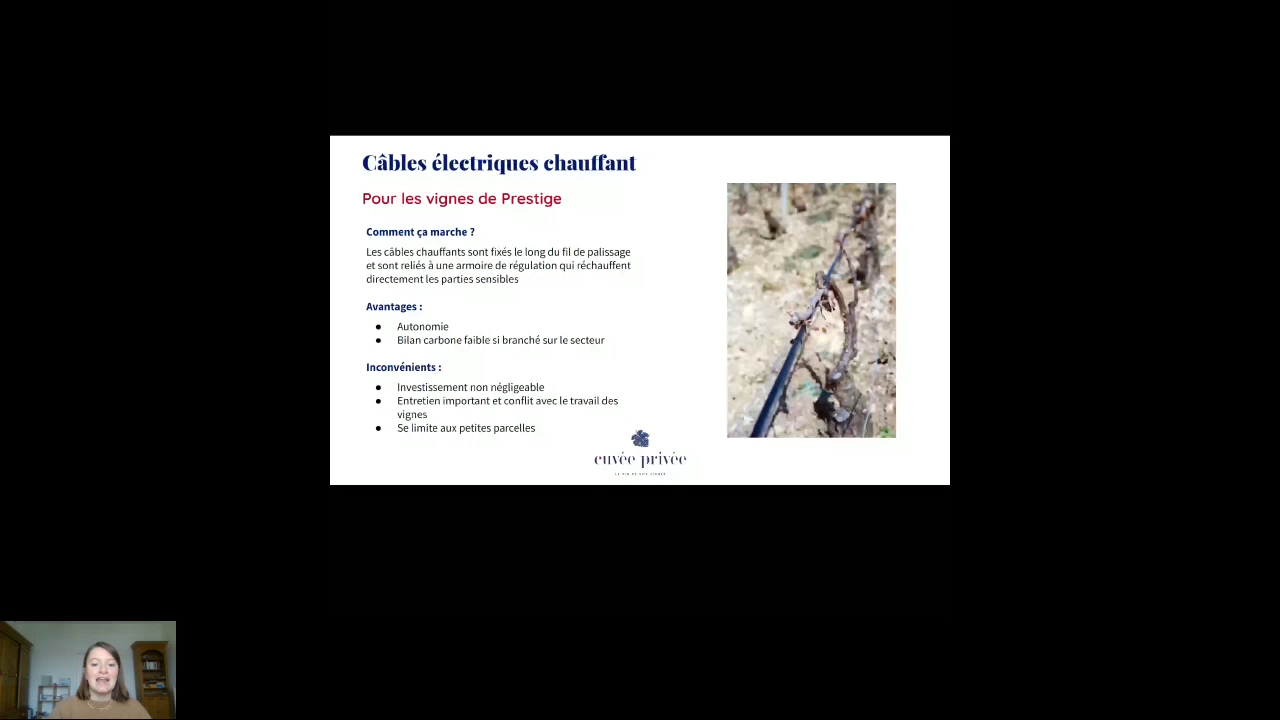 Câbles électriques chauffant
Pour les vignes de Prestige
Comment ça marche ?
Les câbles chauffants sont fixés le long du fil de palissage
et sont reliés à une armoire de régulation qui réchauffent
directement les parties sensibles
Avantages :
● Autonomie
● Bilan carbone faible si branché sur le secteur
Inconvénients :
● Investissement non négligeable
● Entretien important et conflit avec le travail des
vignes
● Se limite aux petites parcelles
cuvée privée